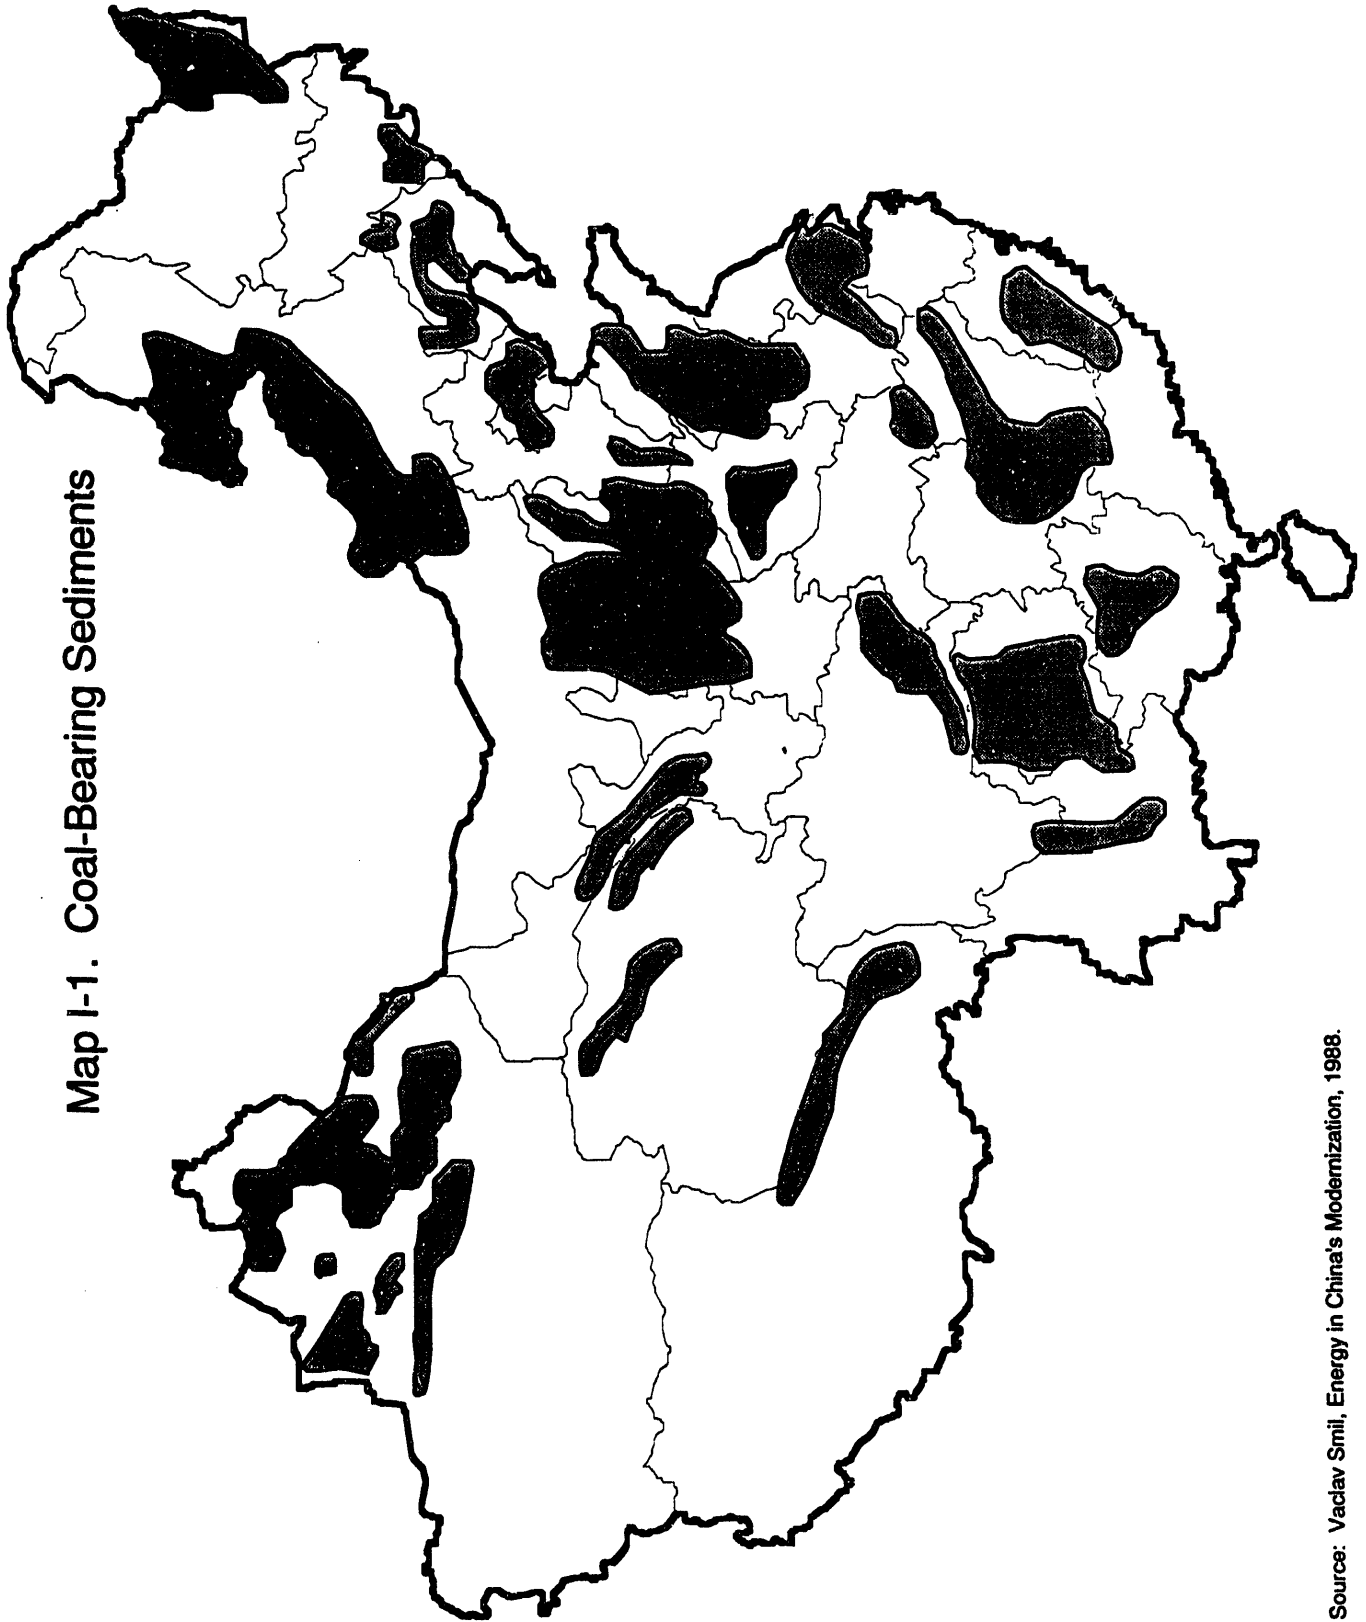 Map I-1. Coal-Bearing Sediments
Source: Vaclav Smil, Energy in China's Modernization, 1988.